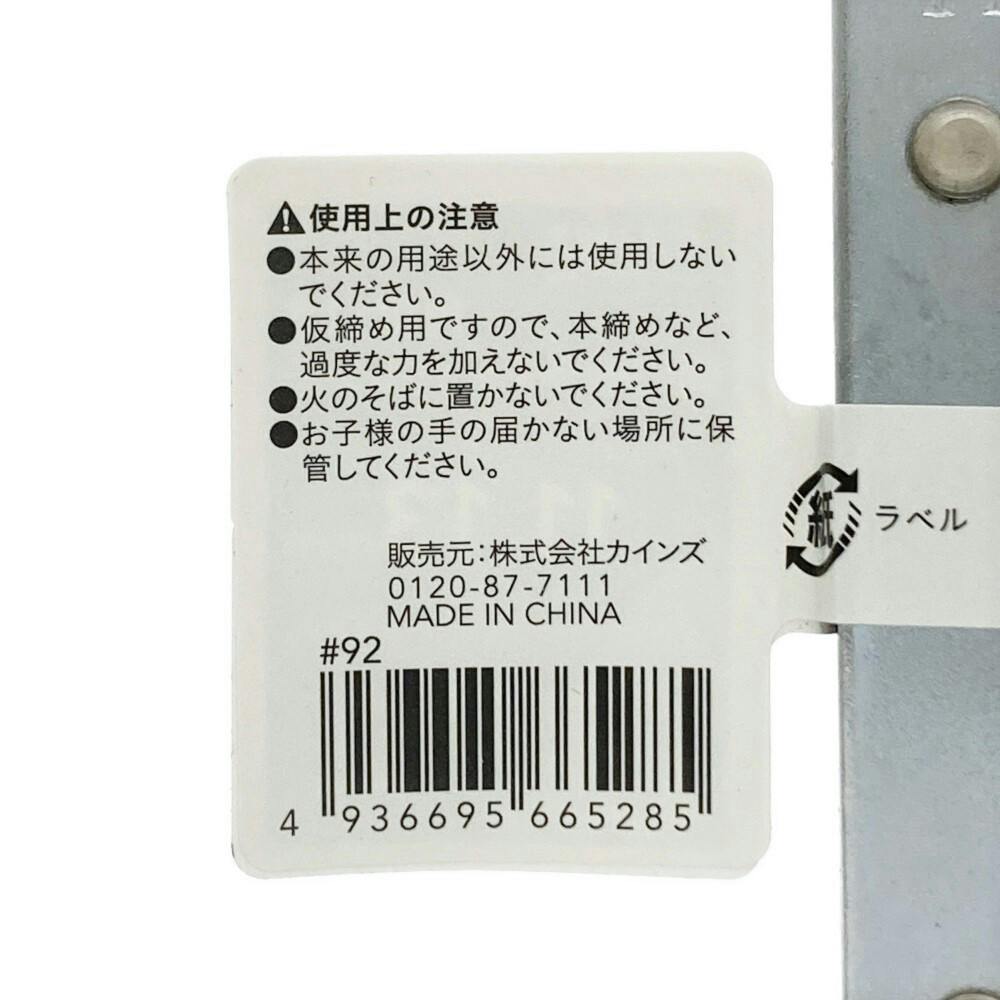 使用上の注意
●本来の用途以外には使用しない
でください。
●仮締め用ですので、本締めなど、
過度な力を加えないでください。
●火のそばに置かないでください。
●お子様の手の届かない場所に保
管してください。
紙 ラベル
販売元:株式会社カインズ
0120-87-7111
MADE IN CHINA
#92
4 936695 665285